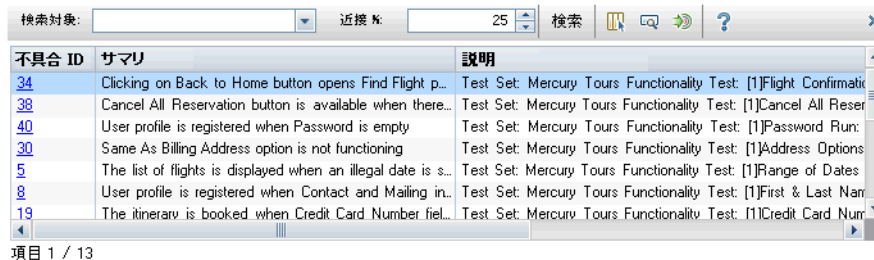 検索対象: 近接 %: 25 検索
不具合 ID サマリ 説明
34 Clicking on Back to Home button opens Find Flight p... Test Set: Mercury Tours Functionality Test: [1]Flight Confirmatic
38 Cancel All Reservation button is available when there... Test Set: Mercury Tours Functionality Test: [1]Cancel All Reser
40 User profile is registered when Password is empty Test Set: Mercury Tours Functionality Test: [1]Password Run:
30 Same As Billing Address option is not functioning Test Set: Mercury Tours Functionality Test: [1]Address Options
5 The list of flights is displayed when an illegal date is s... Test Set: Mercury Tours Functionality Test: [1]Range of Dates
8 User profile is registered when Contact and Mailing in... Test Set: Mercury Tours Functionality Test: [1]First & Last Nam
19 The itinerary is booked when Credit Card Number fiel... Test Set: Mercury Tours Functionality Test: [1]Credit Card Num
項目 1 / 13